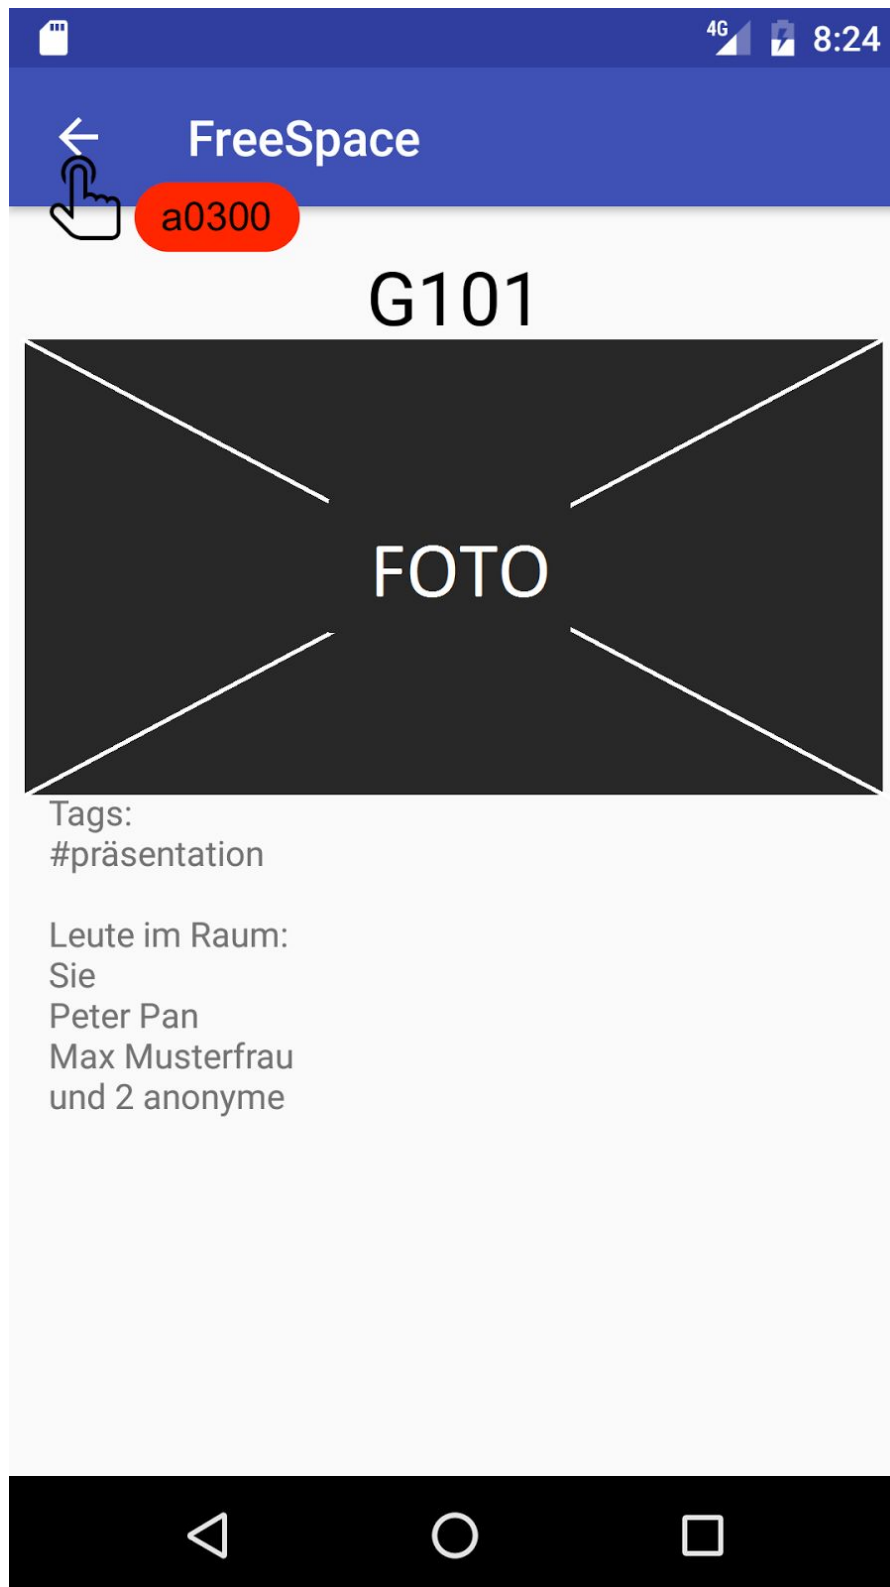 4G 8:24
FreeSpace
a0300
G101
FOTO
Tags:
#präsentation
Leute im Raum:
Sie
Peter Pan
Max Musterfrau
und 2 anonyme